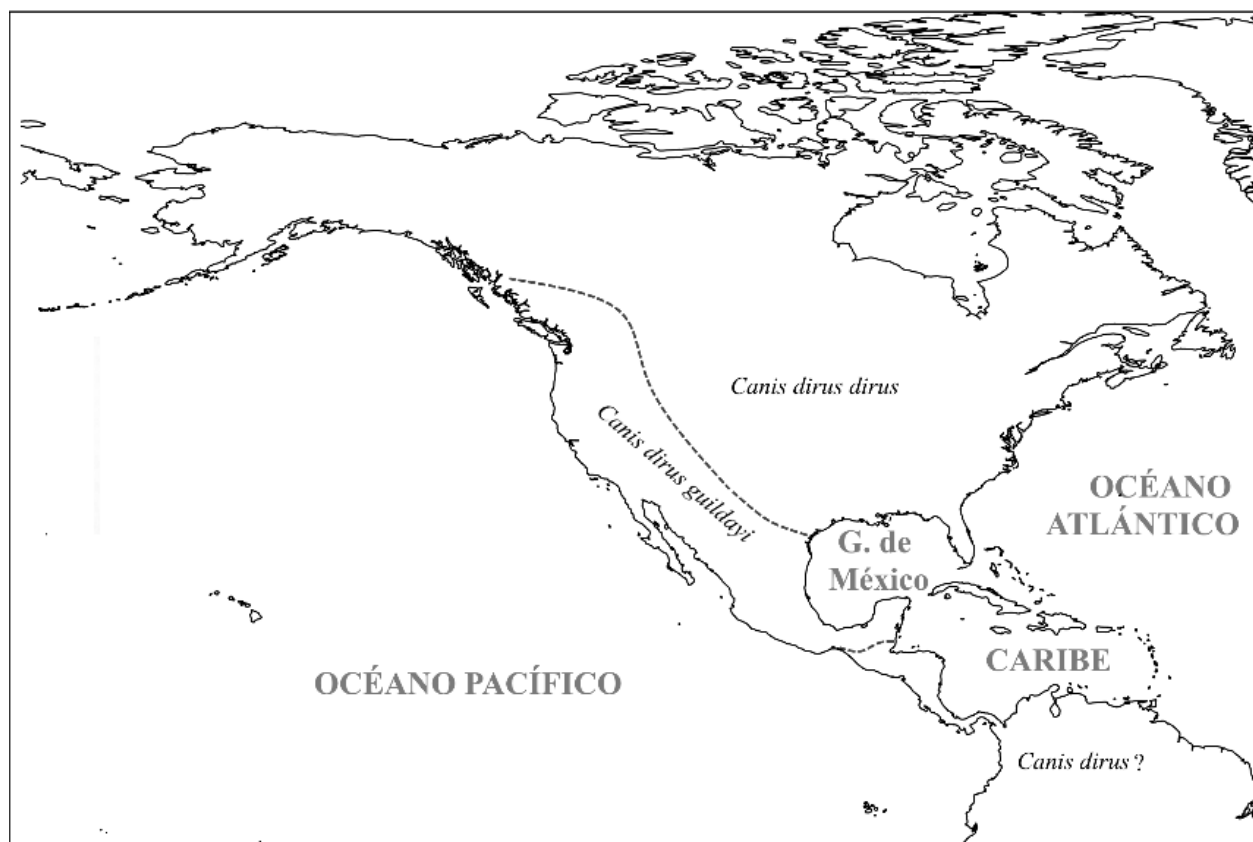 Canis dirus dirus
Canis dirus guildayi
OCÉANO
ATLÁNTICO
G. de
México
CARIBE
OCÉANO PACÍFICO
Canis dirus ?